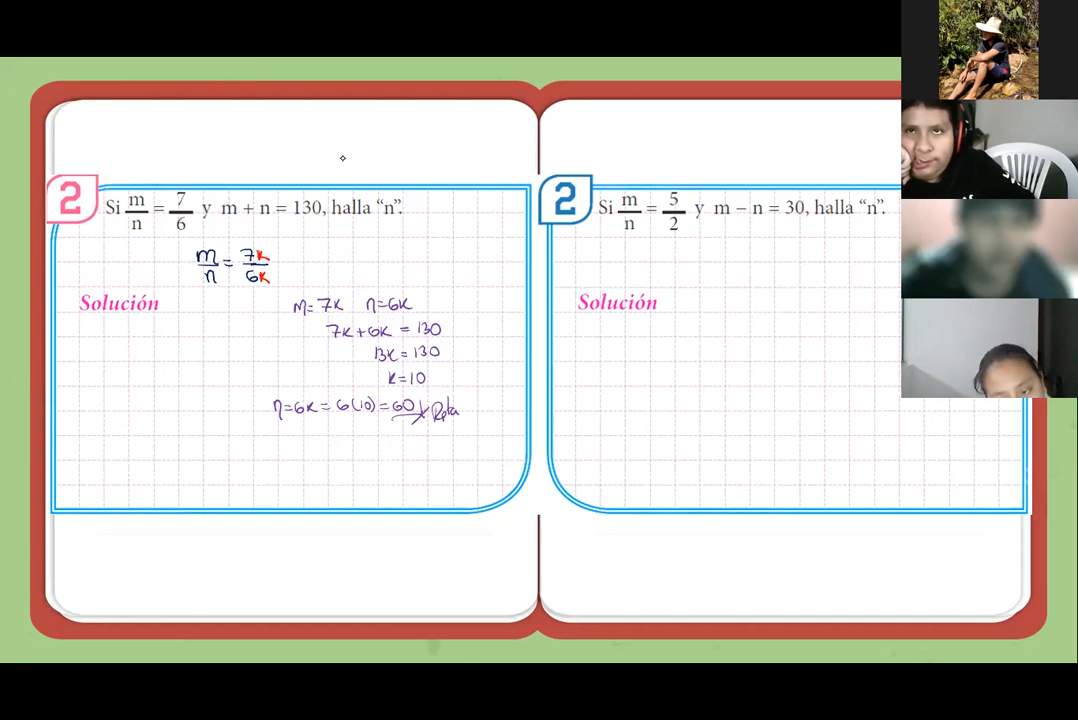 2
Si m/n = 7/6 y m + n = 130, halla “n”.
m/n = 7k/6k
Solución
m = 7k n = 6k
7k + 6k = 130
13k = 130
k = 10
n = 6k = 6(10) = 60 Rpta
2
Si m/n = 5/2 y m − n = 30, halla “n”.
Solución